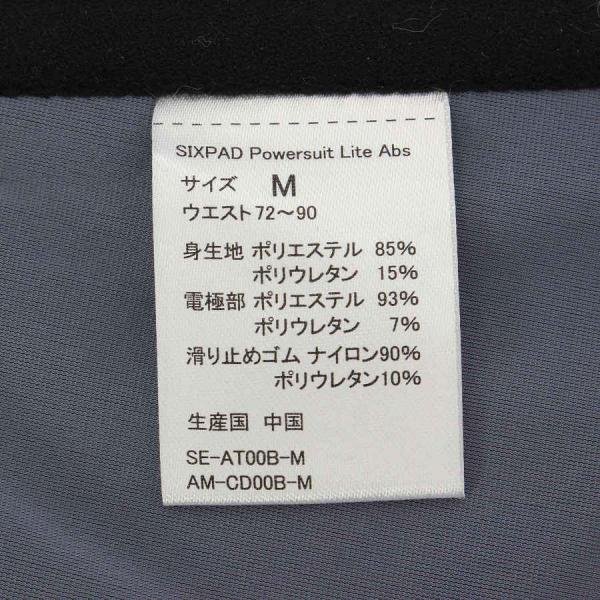 SIXPAD Powersuit Lite Abs
サイズ M
ウエスト72～90
身生地 ポリエステル 85%
ポリウレタン 15%
電極部 ポリエステル 93%
ポリウレタン 7%
滑り止めゴム ナイロン90%
ポリウレタン10%
生産国 中国
SE-AT00B-M
AM-CD00B-M